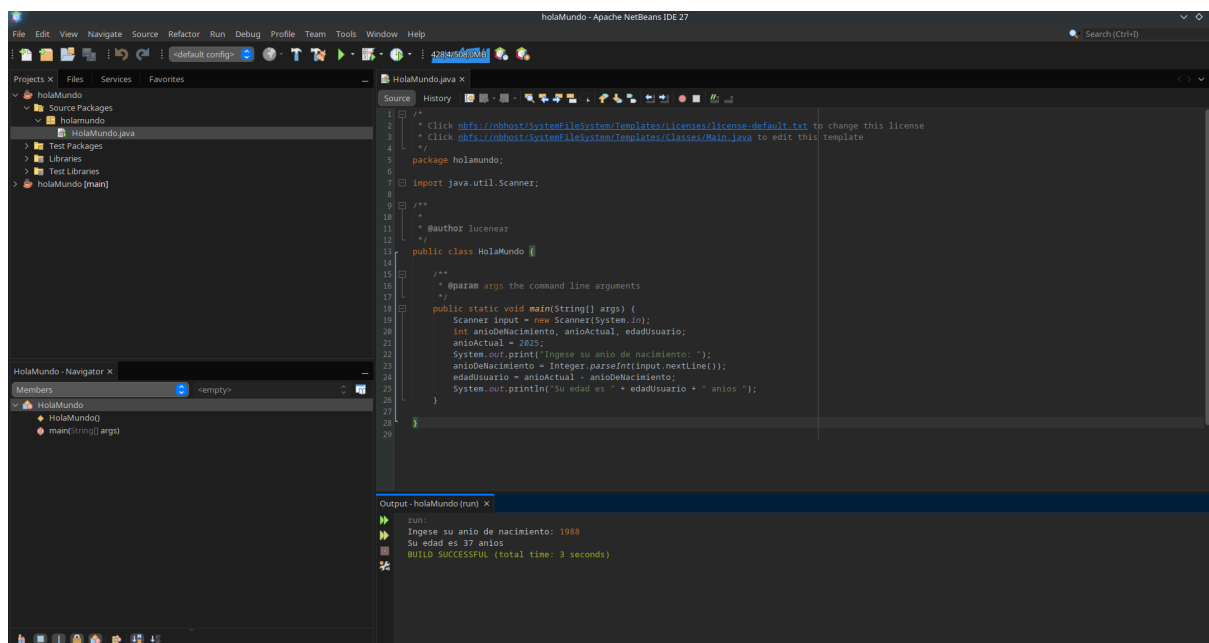 holaMundo - Apache NetBeans IDE 27
File Edit View Navigate Source Refactor Run Debug Profile Team Tools Window Help
Search (Ctrl+I)
<default config>
428,4/508,0MB
Projects × Files Services Favorites
holaMundo
Source Packages
holamundo
HolaMundo.java
Test Packages
Libraries
Test Libraries
holaMundo [main]
HolaMundo - Navigator ×
Members
<empty>
HolaMundo
HolaMundo()
main(String[] args)
HolaMundo.java ×
Source History
1 /*
2 * Click nbfs://nbhost/SystemFileSystem/Templates/Licenses/license-default.txt to change this license
3 * Click nbfs://nbhost/SystemFileSystem/Templates/Classes/Main.java to edit this template
4 */
5 package holamundo;
6
7 import java.util.Scanner;
8
9 /**
10 *
11 * @author lucenear
12 */
13 public class HolaMundo {
14
15 /**
16 * @param args the command line arguments
17 */
18 public static void main(String[] args) {
19 Scanner input = new Scanner(System.in);
20 int anioDeNacimiento, anioActual, edadUsuario;
21 anioActual = 2025;
22 System.out.print("Ingese su anio de nacimiento: ");
23 anioDeNacimiento = Integer.parseInt(input.nextLine());
24 edadUsuario = anioActual - anioDeNacimiento;
25 System.out.println("Su edad es " + edadUsuario + " anios ");
26 }
27
28 }
29
Output - holaMundo (run) ×
run:
Ingese su anio de nacimiento: 1988
Su edad es 37 anios
BUILD SUCCESSFUL (total time: 3 seconds)